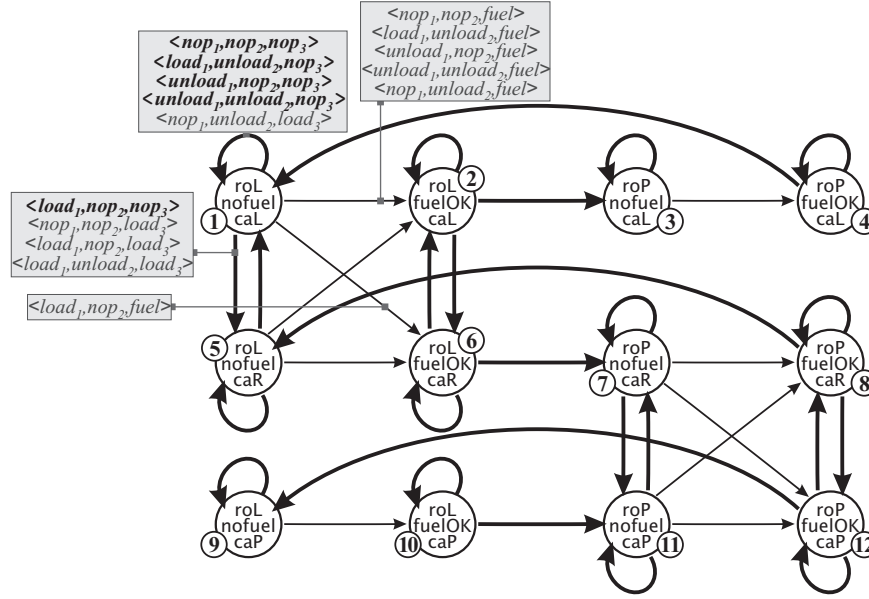 <nop₁,nop₂,fuel>
<load₁,unload₂,fuel>
<unload₁,nop₂,fuel>
<unload₁,unload₂,fuel>
<nop₁,unload₂,fuel>
<nop₁,nop₂,nop₃>
<load₁,unload₂,nop₃>
<unload₁,nop₂,nop₃>
<unload₁,unload₂,nop₃>
<nop₁,unload₂,load₃>
roL
nofuel
caL
1
roL
fuelOK
caL
2
roP
nofuel
caL
3
roP
fuelOK
caL
4
<load₁,nop₂,nop₃>
<nop₁,nop₂,load₃>
<load₁,nop₂,load₃>
<load₁,unload₂,load₃>
<load₁,nop₂,fuel>
5
roL
nofuel
caR
roL
fuelOK
caR
6
roP
nofuel
caR
7
roP
fuelOK
caR
8
roL
nofuel
caP
9
roL
fuelOK
caP
10
roP
nofuel
caP
11
roP
fuelOK
caP
12